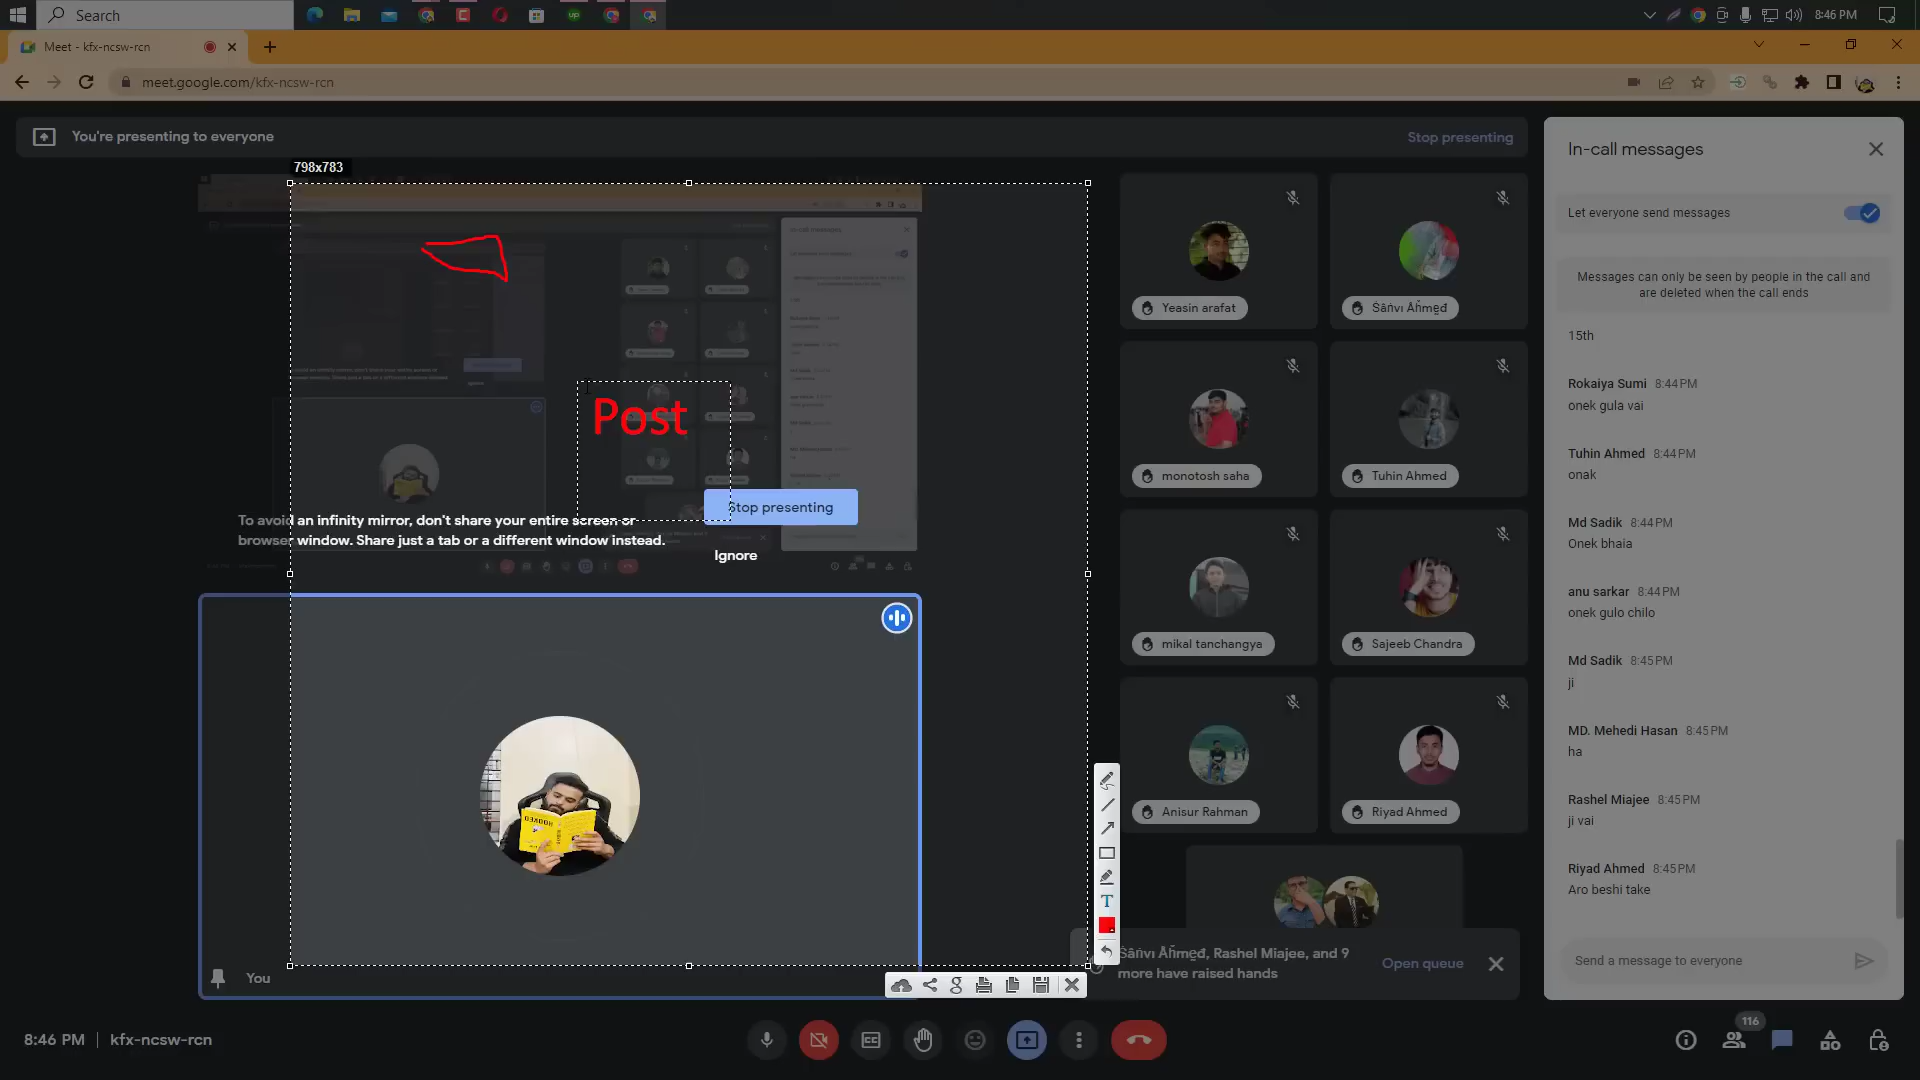 Search
8:46 PM
Meet - kfx-ncsw-rcn
meet.google.com/kfx-ncsw-rcn
You're presenting to everyone
Stop presenting
798x783
Post
Stop presenting
To avoid an infinity mirror, don't share your entire screen or
browser window. Share just a tab or a different window instead.
Ignore
You
Yeasin arafat
Ŝâṅvı Åȟmḙđ
monotosh saha
Tuhin Ahmed
mikal tanchangya
Sajeeb Chandra
Anisur Rahman
Riyad Ahmed
Ŝâṅvı Åȟmḙđ, Rashel Miajee, and 9
more have raised hands
Open queue
In-call messages
Let everyone send messages
Messages can only be seen by people in the call and
are deleted when the call ends
15th
Rokaiya Sumi 8:44 PM
onek gula vai
Tuhin Ahmed 8:44 PM
onak
Md Sadik 8:44 PM
Onek bhaia
anu sarkar 8:44 PM
onek gulo chilo
Md Sadik 8:45 PM
ji
MD. Mehedi Hasan 8:45 PM
ha
Rashel Miajee 8:45 PM
ji vai
Riyad Ahmed 8:45 PM
Aro beshi take
Send a message to everyone
8:46 PM | kfx-ncsw-rcn
116